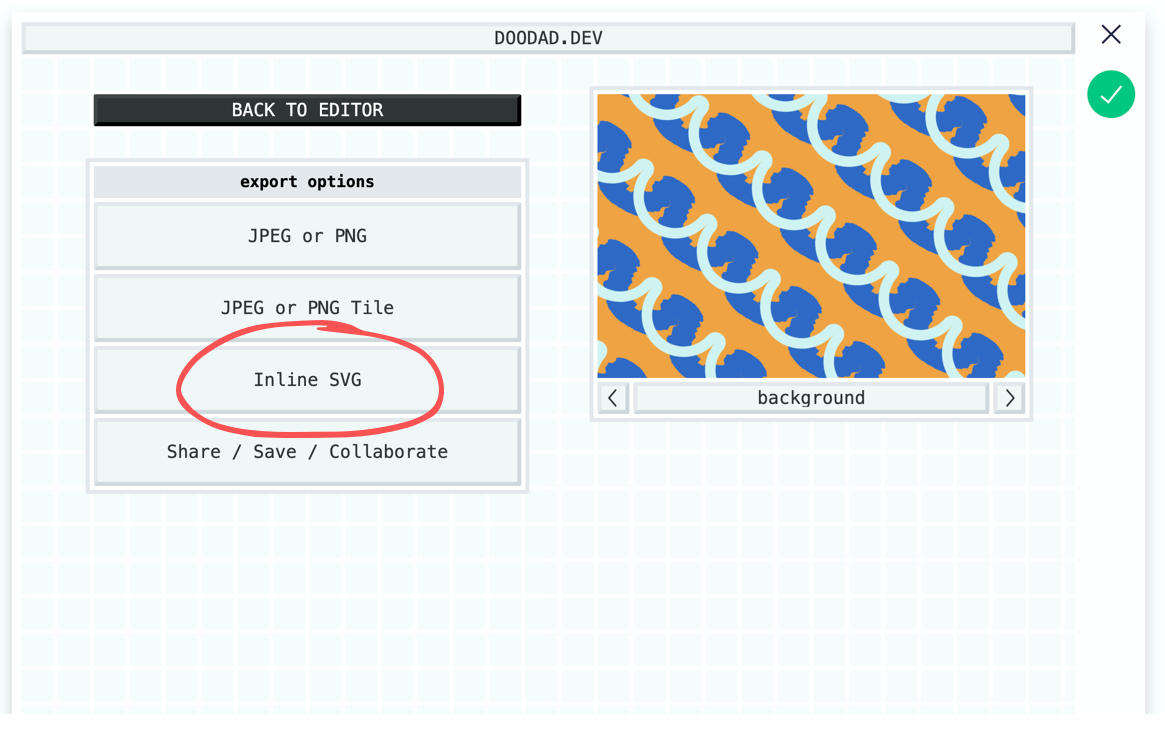 DOODAD.DEV
BACK TO EDITOR
export options
JPEG or PNG
JPEG or PNG Tile
Inline SVG
Share / Save / Collaborate
background